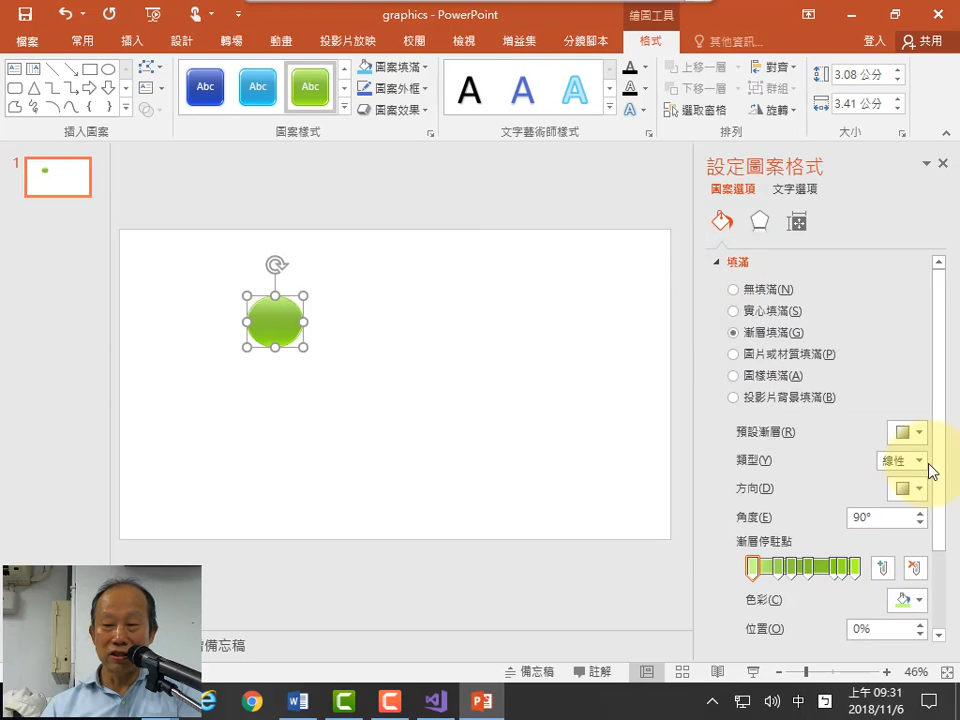 graphics - PowerPoint
繪圖工具
檔案
常用
插入
設計
轉場
動畫
投影片放映
校閱
檢視
增益集
分鏡腳本
格式
其他資訊...
登入
共用
Abc
Abc
Abc
圖案填滿
圖案外框
圖案效果
A
A
A
A
A
A
上移一層
下移一層
選取窗格
對齊
群組
旋轉
3.08 公分
3.41 公分
插入圖案
圖案樣式
文字藝術師樣式
排列
大小
1
設定圖案格式
圖案選項
文字選項
填滿
無填滿(N)
實心填滿(S)
漸層填滿(G)
圖片或材質填滿(P)
圖樣填滿(A)
投影片背景填滿(B)
預設漸層(R)
類型(Y)
線性
方向(D)
角度(E)
90°
漸層停駐點
色彩(C)
位置(O)
0%
備忘稿
備忘稿
註解
46%
中
上午 09:31
2018/11/6